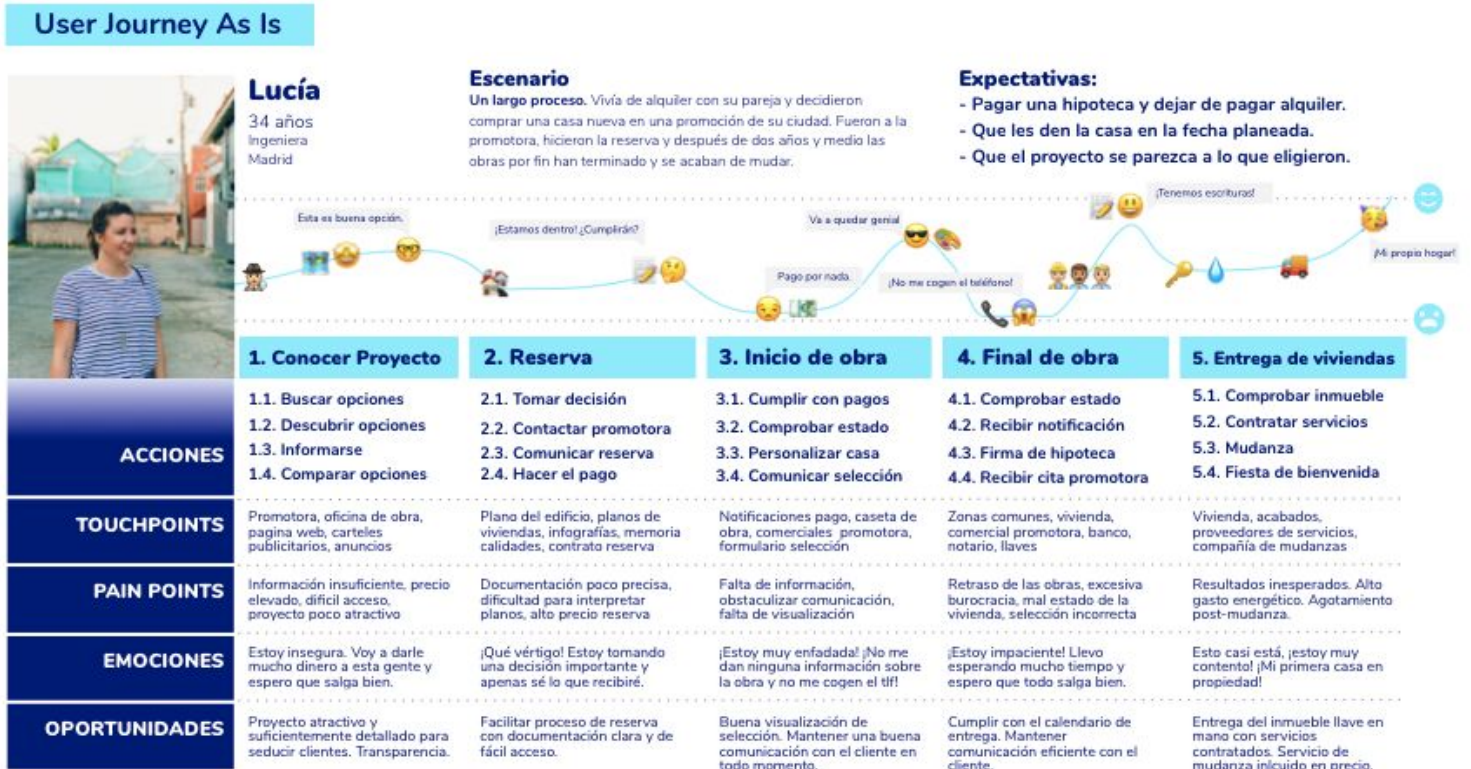 User Journey As Is
Lucía
34 años
Ingeniera
Madrid
Escenario
Un largo proceso. Vivía de alquiler con su pareja y decidieron
comprar una casa nueva en una promoción de su ciudad. Fueron a la
promotora, hicieron la reserva y después de dos años y medio las
obras por fin han terminado y se acaban de mudar.
Expectativas:
- Pagar una hipoteca y dejar de pagar alquiler.
- Que les den la casa en la fecha planeada.
- Que el proyecto se parezca a lo que eligieron.
Esta es buena opción.
¡Estamos dentro! ¿Cumplirán?
Pago por nada.
Va a quedar genial
¡No me cogen el teléfono!
¡Tenemos escrituras!
¡Mi propio hogar!
1. Conocer Proyecto
2. Reserva
3. Inicio de obra
4. Final de obra
5. Entrega de viviendas
ACCIONES
1.1. Buscar opciones
1.2. Descubrir opciones
1.3. Informarse
1.4. Comparar opciones
2.1. Tomar decisión
2.2. Contactar promotora
2.3. Comunicar reserva
2.4. Hacer el pago
3.1. Cumplir con pagos
3.2. Comprobar estado
3.3. Personalizar casa
3.4. Comunicar selección
4.1. Comprobar estado
4.2. Recibir notificación
4.3. Firma de hipoteca
4.4. Recibir cita promotora
5.1. Comprobar inmueble
5.2. Contratar servicios
5.3. Mudanza
5.4. Fiesta de bienvenida
TOUCHPOINTS
Promotora, oficina de obra,
pagina web, carteles
publicitarios, anuncios
Plano del edificio, planos de
viviendas, infografías, memoria
calidades, contrato reserva
Notificaciones pago, caseta de
obra, comerciales promotora,
formulario selección
Zonas comunes, vivienda,
comercial promotora, banco,
notario, llaves
Vivienda, acabados,
proveedores de servicios,
compañía de mudanzas
PAIN POINTS
Información insuficiente, precio
elevado, dificil acceso,
proyecto poco atractivo
Documentación poco precisa,
dificultad para interpretar
planos, alto precio reserva
Falta de información,
obstaculizar comunicación,
falta de visualización
Retraso de las obras, excesiva
burocracia, mal estado de la
vivienda, selección incorrecta
Resultados inesperados. Alto
gasto energético. Agotamiento
post-mudanza.
EMOCIONES
Estoy insegura. Voy a darle
mucho dinero a esta gente y
espero que salga bien.
¡Qué vértigo! Estoy tomando
una decisión importante y
apenas sé lo que recibiré.
¡Estoy muy enfadada! ¡No me
dan ninguna información sobre
la obra y no me cogen el tlf!
¡Estoy impaciente! Llevo
esperando mucho tiempo y
espero que todo salga bien.
Esto casi está, ¡estoy muy
contento! ¡Mi primera casa en
propiedad!
OPORTUNIDADES
Proyecto atractivo y
suficientemente detallado para
seducir clientes. Transparencia.
Facilitar proceso de reserva
con documentación clara y de
fácil acceso.
Buena visualización de
selección. Mantener una buena
comunicación con el cliente en
todo momento.
Cumplir con el calendario de
entrega. Mantener
comunicación eficiente con el
cliente.
Entrega del inmueble llave en
mano con servicios
contratados. Servicio de
mudanza inlcuido en precio.